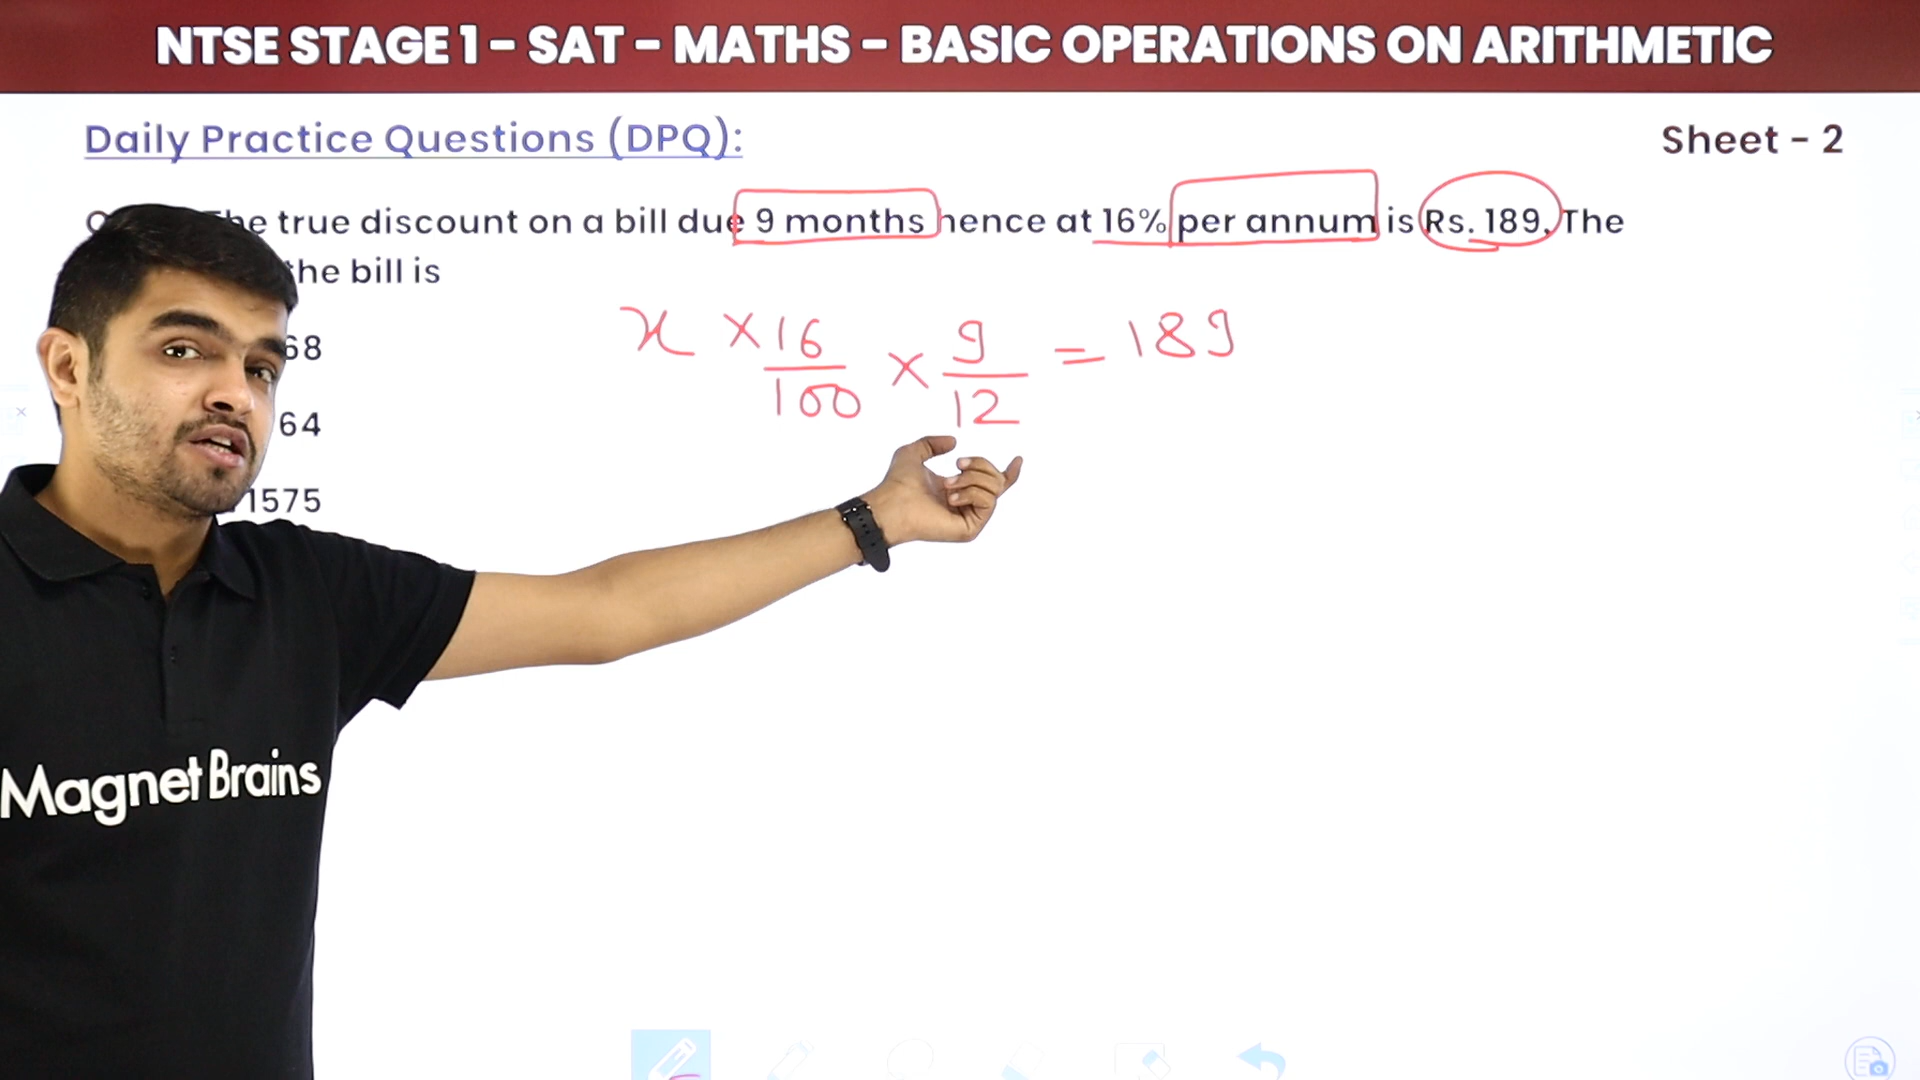 NTSE STAGE 1 - SAT - MATHS - BASIC OPERATIONS ON ARITHMETIC
Daily Practice Questions (DPQ):
Sheet - 2
The true discount on a bill due 9 months hence at 16% per annum is Rs. 189. The
the bill is
x × 16/100 × 9/12 = 189
68
64
1575
Magnet Brains